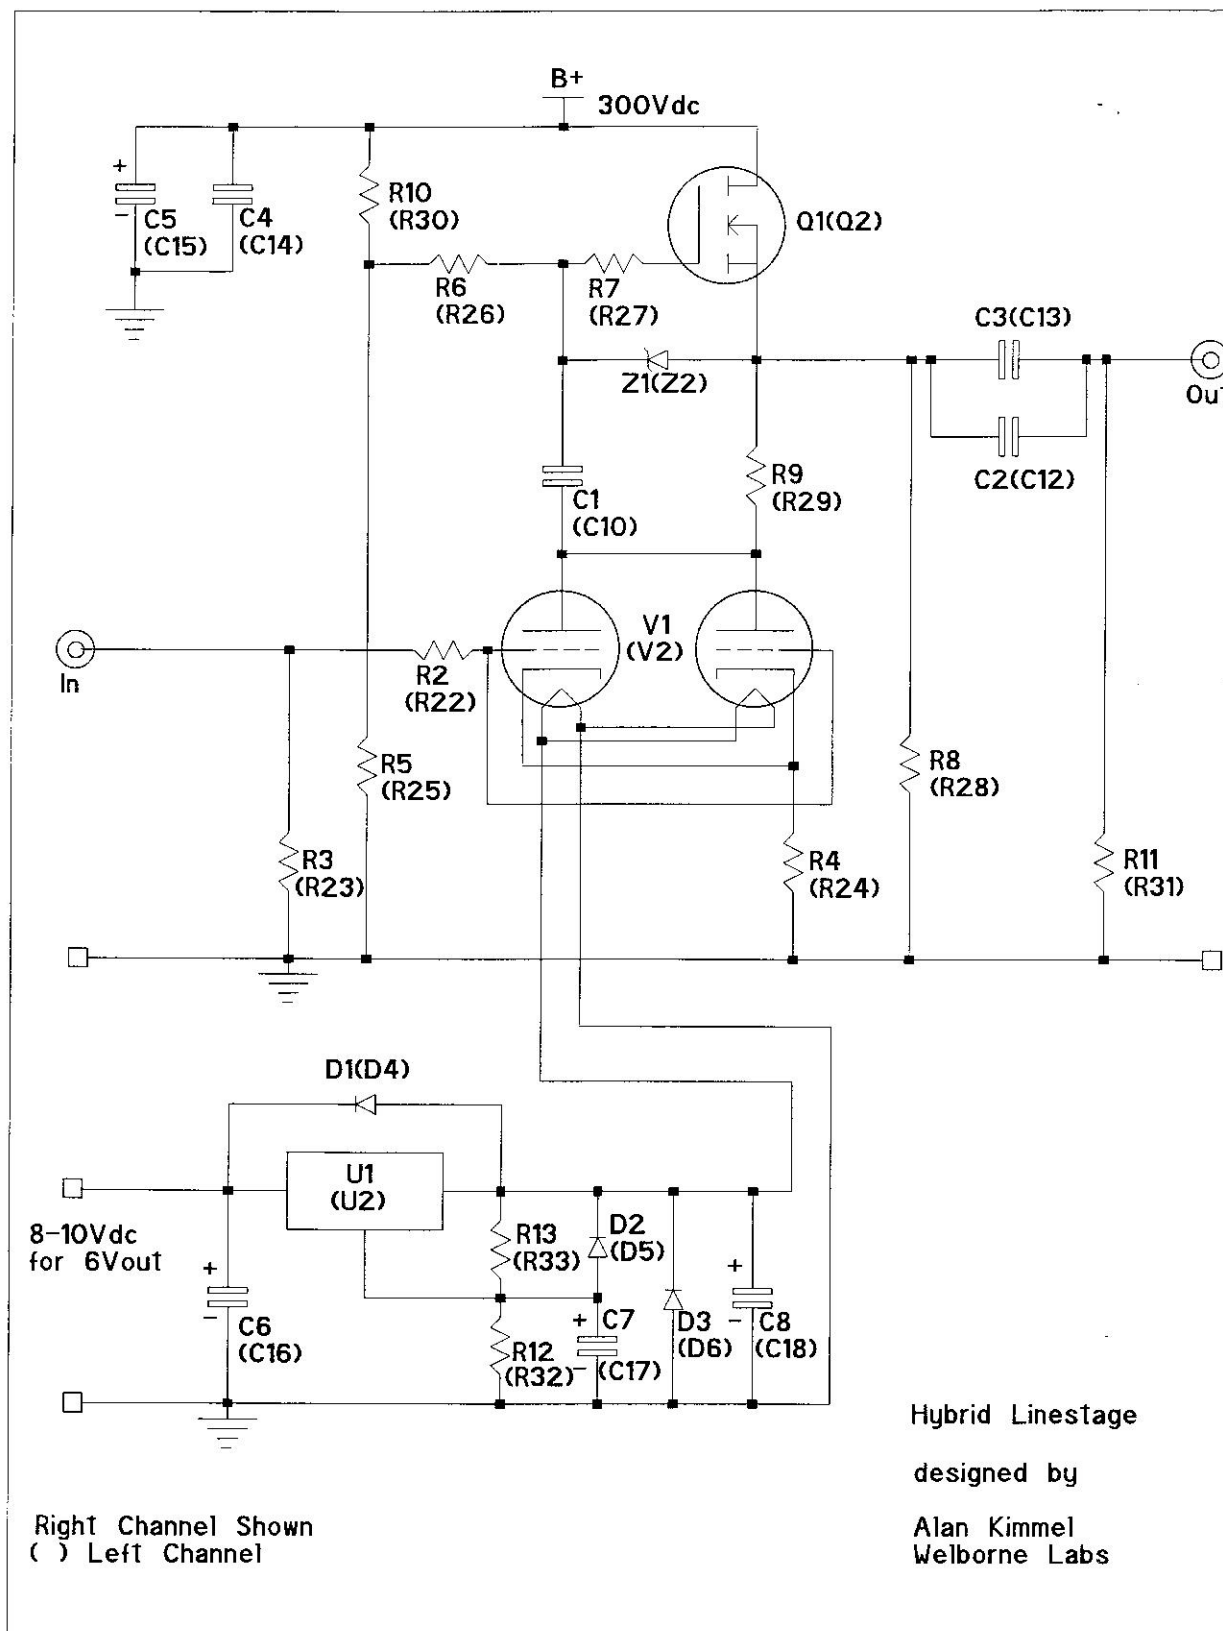 B+
300Vdc
+
-
C5
(C15)
C4
(C14)
R10
(R30)
Q1(Q2)
R6
(R26)
R7
(R27)
C3(C13)
Z1(Z2)
Out
C2(C12)
R9
(R29)
C1
(C10)
V1
(V2)
In
R2
(R22)
R5
(R25)
R8
(R28)
R3
(R23)
R4
(R24)
R11
(R31)
D1(D4)
U1
(U2)
8-10Vdc
for 6Vout
R13
(R33)
D2
(D5)
+
-
C6
(C16)
R12
(R32)
+
-
C7
(C17)
D3
(D6)
+
-
C8
(C18)
Hybrid Linestage
designed by
Alan Kimmel
Welborne Labs
Right Channel Shown
( ) Left Channel